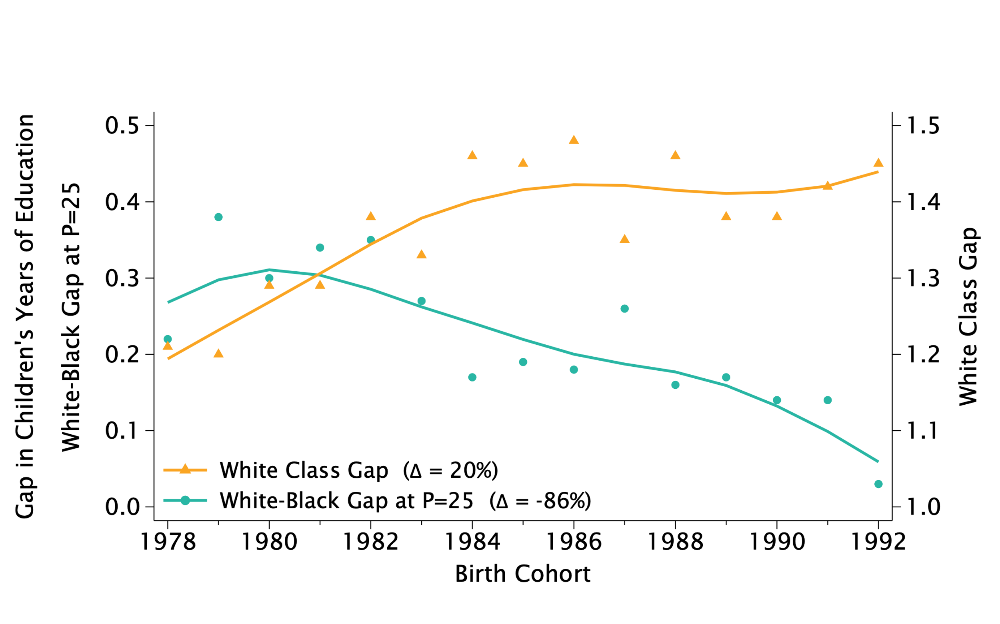 Gap in Children's Years of Education
White-Black Gap at P=25
0.5
0.4
0.3
0.2
0.1
0.0
1.5
1.4
1.3
1.2
1.1
1.0
White Class Gap
White Class Gap (Δ = 20%)
White-Black Gap at P=25 (Δ = -86%)
1978 1980 1982 1984 1986 1988 1990 1992
Birth Cohort